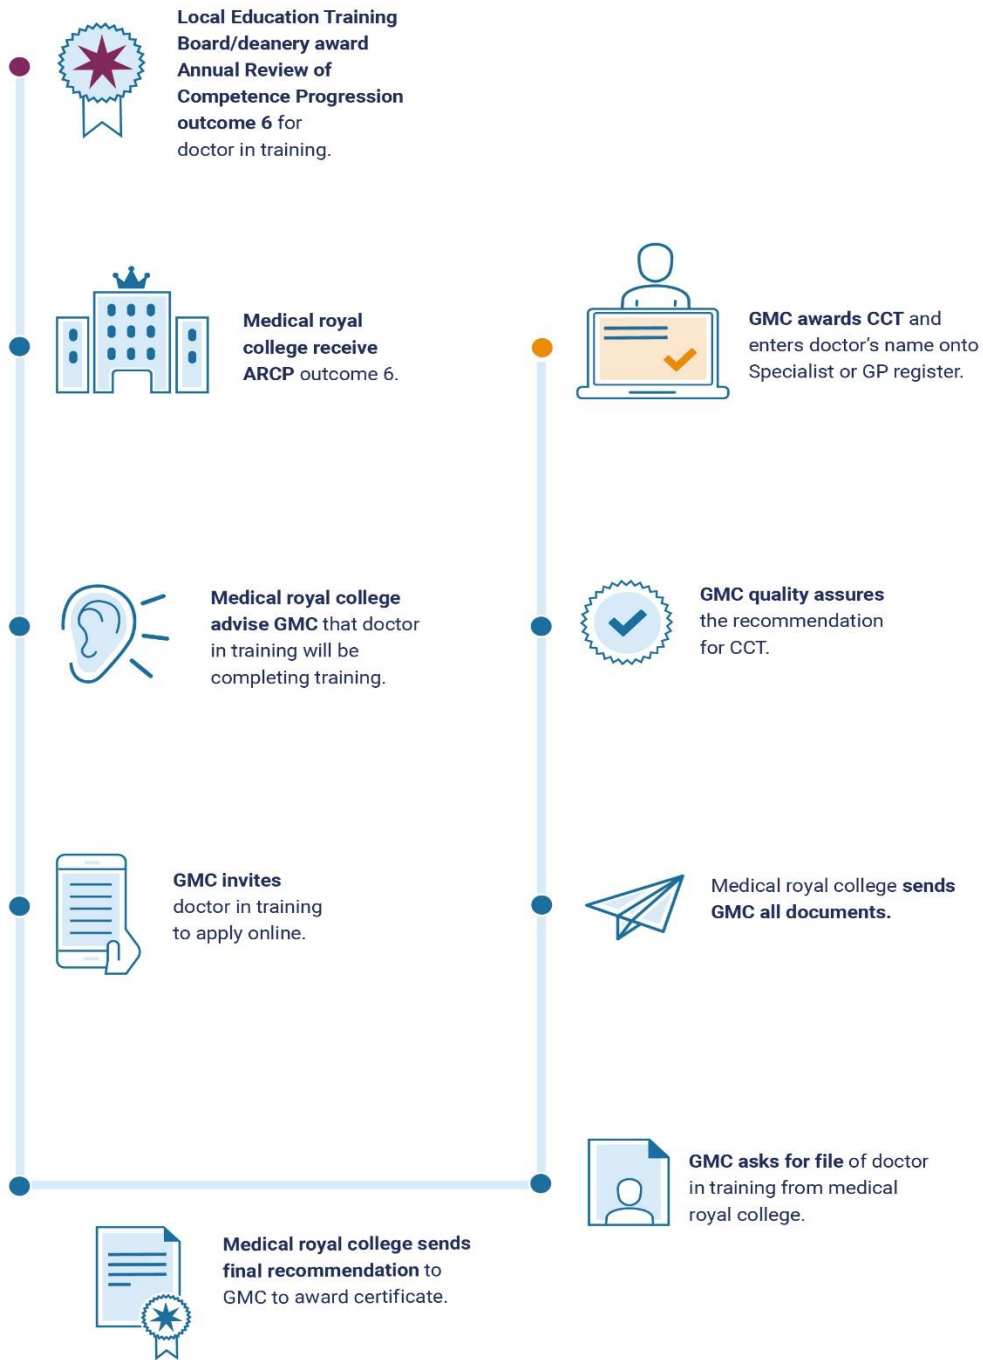 Local Education Training
Board/deanery award
Annual Review of
Competence Progression
outcome 6 for
doctor in training.
Medical royal
college receive
ARCP outcome 6.
Medical royal college
advise GMC that doctor
in training will be
completing training.
GMC invites
doctor in training
to apply online.
Medical royal college sends
final recommendation to
GMC to award certificate.
GMC asks for file of doctor
in training from medical
royal college.
Medical royal college sends
GMC all documents.
GMC quality assures
the recommendation
for CCT.
GMC awards CCT and
enters doctor’s name onto
Specialist or GP register.